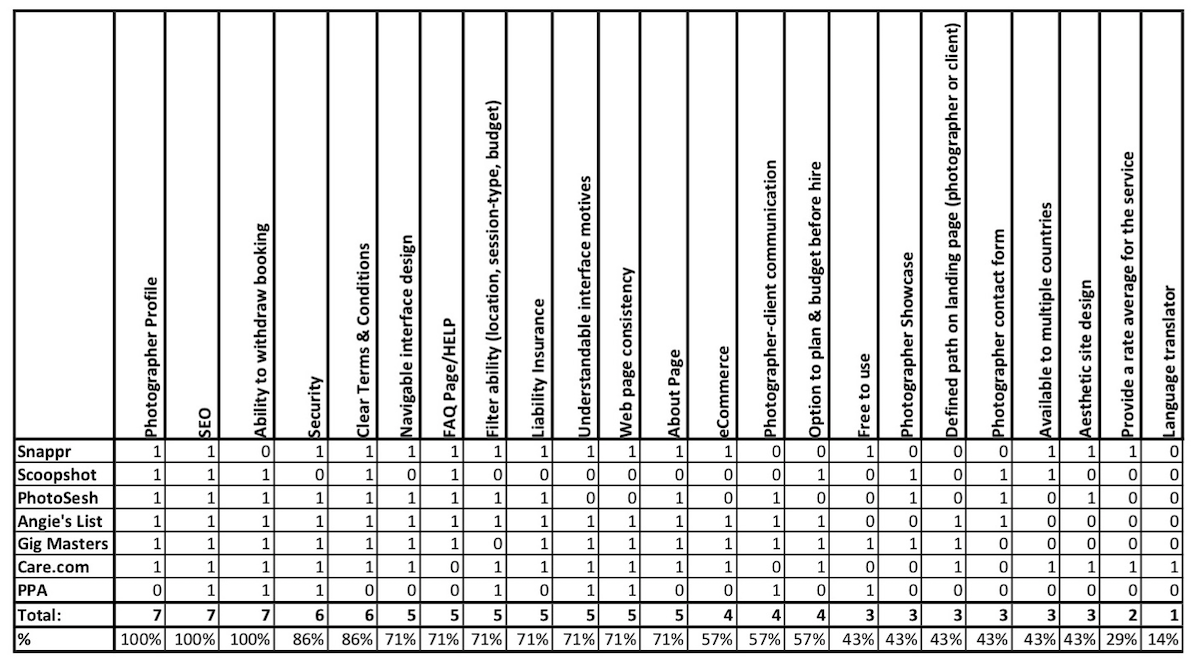 Photographer Profile
SEO
Ability to withdraw booking
Security
Clear Terms & Conditions
Navigable interface design
FAQ Page/HELP
Filter ability (location, session-type, budget)
Liability Insurance
Understandable interface motives
Web page consistency
About Page
eCommerce
Photographer-client communication
Option to plan & budget before hire
Free to use
Photographer Showcase
Defined path on landing page (photographer or client)
Photographer contact form
Available to multiple countries
Aesthetic site design
Provide a rate average for the service
Language translator
Snappr 1 1 0 1 1 1 1 1 1 1 1 1 1 0 0 1 0 0 0 1 1 1 0
Scoopshot 1 1 1 0 1 0 1 0 0 0 0 0 0 0 1 0 1 0 1 1 0 0 0
PhotoSesh 1 1 1 1 1 1 1 1 1 0 0 1 0 1 0 0 1 0 1 0 1 0 0
Angie's List 1 1 1 1 1 1 1 1 1 1 1 1 1 1 1 0 0 1 1 0 0 0 0
Gig Masters 1 1 1 1 1 1 1 0 1 1 1 1 1 1 1 1 1 1 0 0 0 0 0
Care.com 1 1 1 1 1 1 0 1 1 1 1 1 1 0 1 0 0 1 0 1 1 1 1
PPA 0 1 1 1 0 0 0 1 0 1 1 0 0 1 0 1 0 0 0 0 0 0 0
Total: 7 7 7 6 6 5 5 5 5 5 5 5 4 4 4 3 3 3 3 3 3 2 1
% 100% 100% 100% 86% 86% 71% 71% 71% 71% 71% 71% 71% 57% 57% 57% 43% 43% 43% 43% 43% 43% 29% 14%